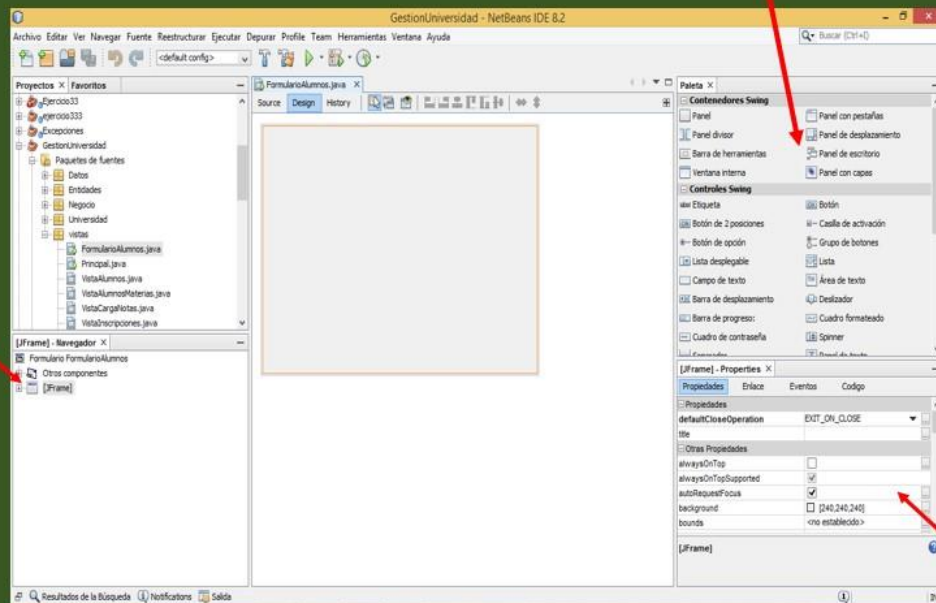 GestionUniversidad - NetBeans IDE 8.2
Archivo Editar Ver Navegar Fuente Reestructurar Ejecutar Depurar Profile Team Herramientas Ventana Ayuda
Buscar (Ctrl+I)
<default config>
Proyectos Favoritos
Ejercicio33
ejercicio333
Excepciones
GestionUniversidad
Paquetes de fuentes
Datos
Entidades
Negocio
Universidad
vistas
FormularioAlumnos.java
Principal.java
VistaAlumnos.java
VistaAlumnosMaterias.java
VistaCargaNotas.java
VistaInscripciones.java
[JFrame] - Navegador
Formulario FormularioAlumnos
Otros componentes
[JFrame]
FormularioAlumnos.java
Source Design History
Paleta
Contenedores Swing
Panel Panel con pestañas
Panel divisor Panel de desplazamiento
Barra de herramientas Panel de escritorio
Ventana interna Panel con capas
Controles Swing
label Etiqueta Botón
Botón de 2 posiciones Casilla de activación
Botón de opción Grupo de botones
Lista desplegable Lista
Campo de texto Área de texto
Barra de desplazamiento Deslizador
Barra de progreso: Cuadro formateado
Cuadro de contraseña Spinner
Separador Panel de texto
[JFrame] - Properties
Propiedades Enlace Eventos Codigo
Propiedades
defaultCloseOperation EXIT_ON_CLOSE
title
Otras Propiedades
alwaysOnTop
alwaysOnTopSupported
autoRequestFocus
background [240,240,240]
bounds <no establecido>
[JFrame]
Resultados de la Búsqueda Notifications Salida